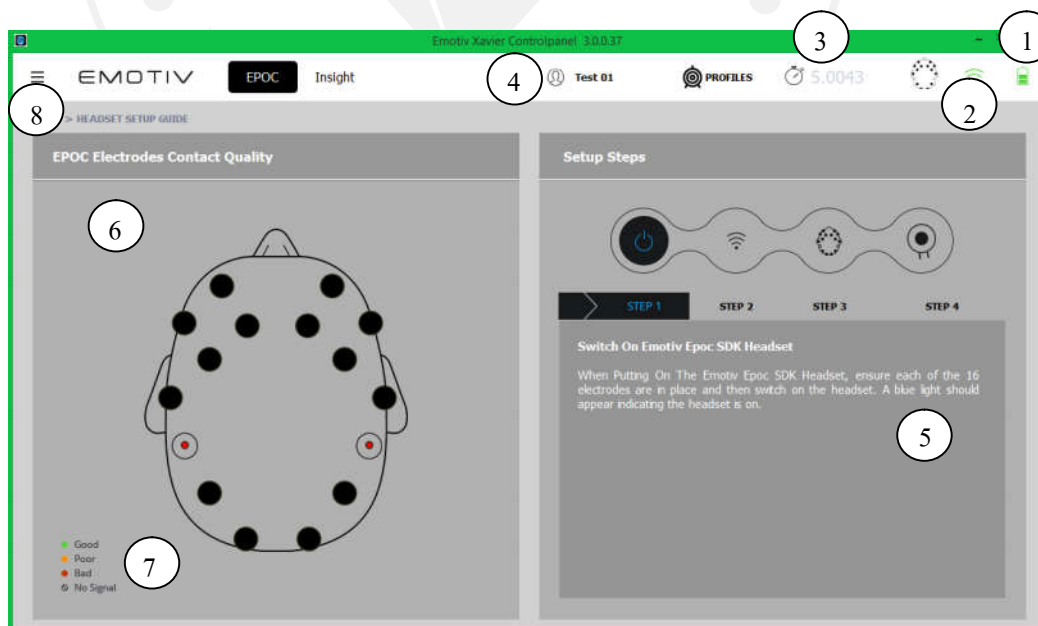 Emotiv Xavier Controlpanel 3.0.0.37
3
1
EMOTIV EPOC Insight 4 Test 01 PROFILES 5.0043
2
8 > HEADSET SETUP GUIDE
EPOC Electrodes Contact Quality
Setup Steps
6
STEP 1 STEP 2 STEP 3 STEP 4
Switch On Emotiv Epoc SDK Headset
When Putting On The Emotiv Epoc SDK Headset, ensure each of the 16
electrodes are in place and then switch on the headset. A blue light should
appear indicating the headset is on.
5
Good
Poor
Bad
No Signal
7